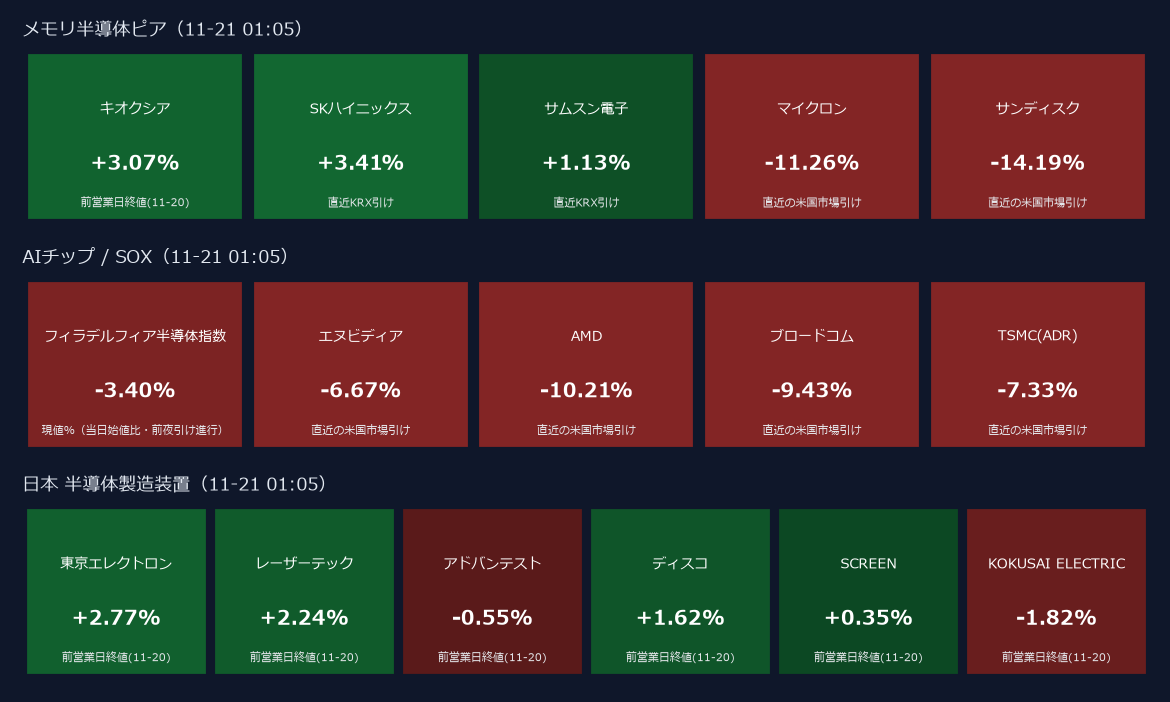 メモリ半導体ピア（11-21 01:05）
キオクシア
+3.07%
前営業日終値(11-20)
SKハイニックス
+3.41%
直近KRX引け
サムスン電子
+1.13%
直近KRX引け
マイクロン
-11.26%
直近の米国市場引け
サンディスク
-14.19%
直近の米国市場引け
AIチップ / SOX（11-21 01:05）
フィラデルフィア半導体指数
-3.40%
現値%（当日始値比・前夜引け進行）
エヌビディア
-6.67%
直近の米国市場引け
AMD
-10.21%
直近の米国市場引け
ブロードコム
-9.43%
直近の米国市場引け
TSMC(ADR)
-7.33%
直近の米国市場引け
日本 半導体製造装置（11-21 01:05）
東京エレクトロン
+2.77%
前営業日終値(11-20)
レーザーテック
+2.24%
前営業日終値(11-20)
アドバンテスト
-0.55%
前営業日終値(11-20)
ディスコ
+1.62%
前営業日終値(11-20)
SCREEN
+0.35%
前営業日終値(11-20)
KOKUSAI ELECTRIC
-1.82%
前営業日終値(11-20)